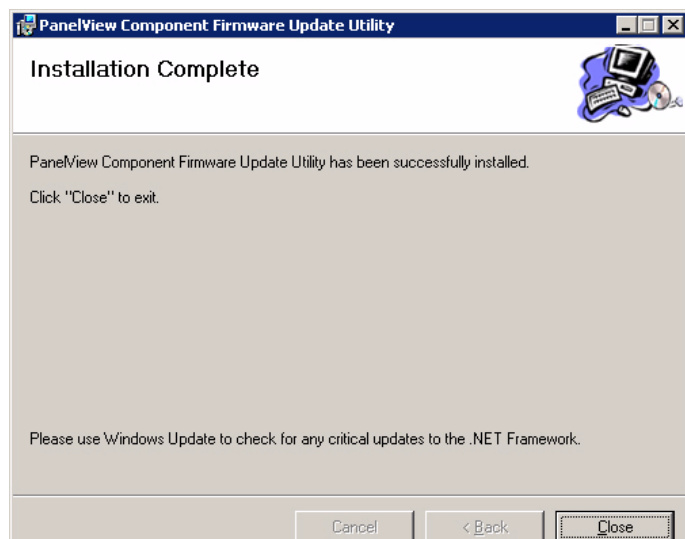 PanelView Component Firmware Update Utility
Installation Complete
PanelView Component Firmware Update Utility has been successfully installed.
Click "Close" to exit.
Please use Windows Update to check for any critical updates to the .NET Framework.
Cancel
< Back
Close